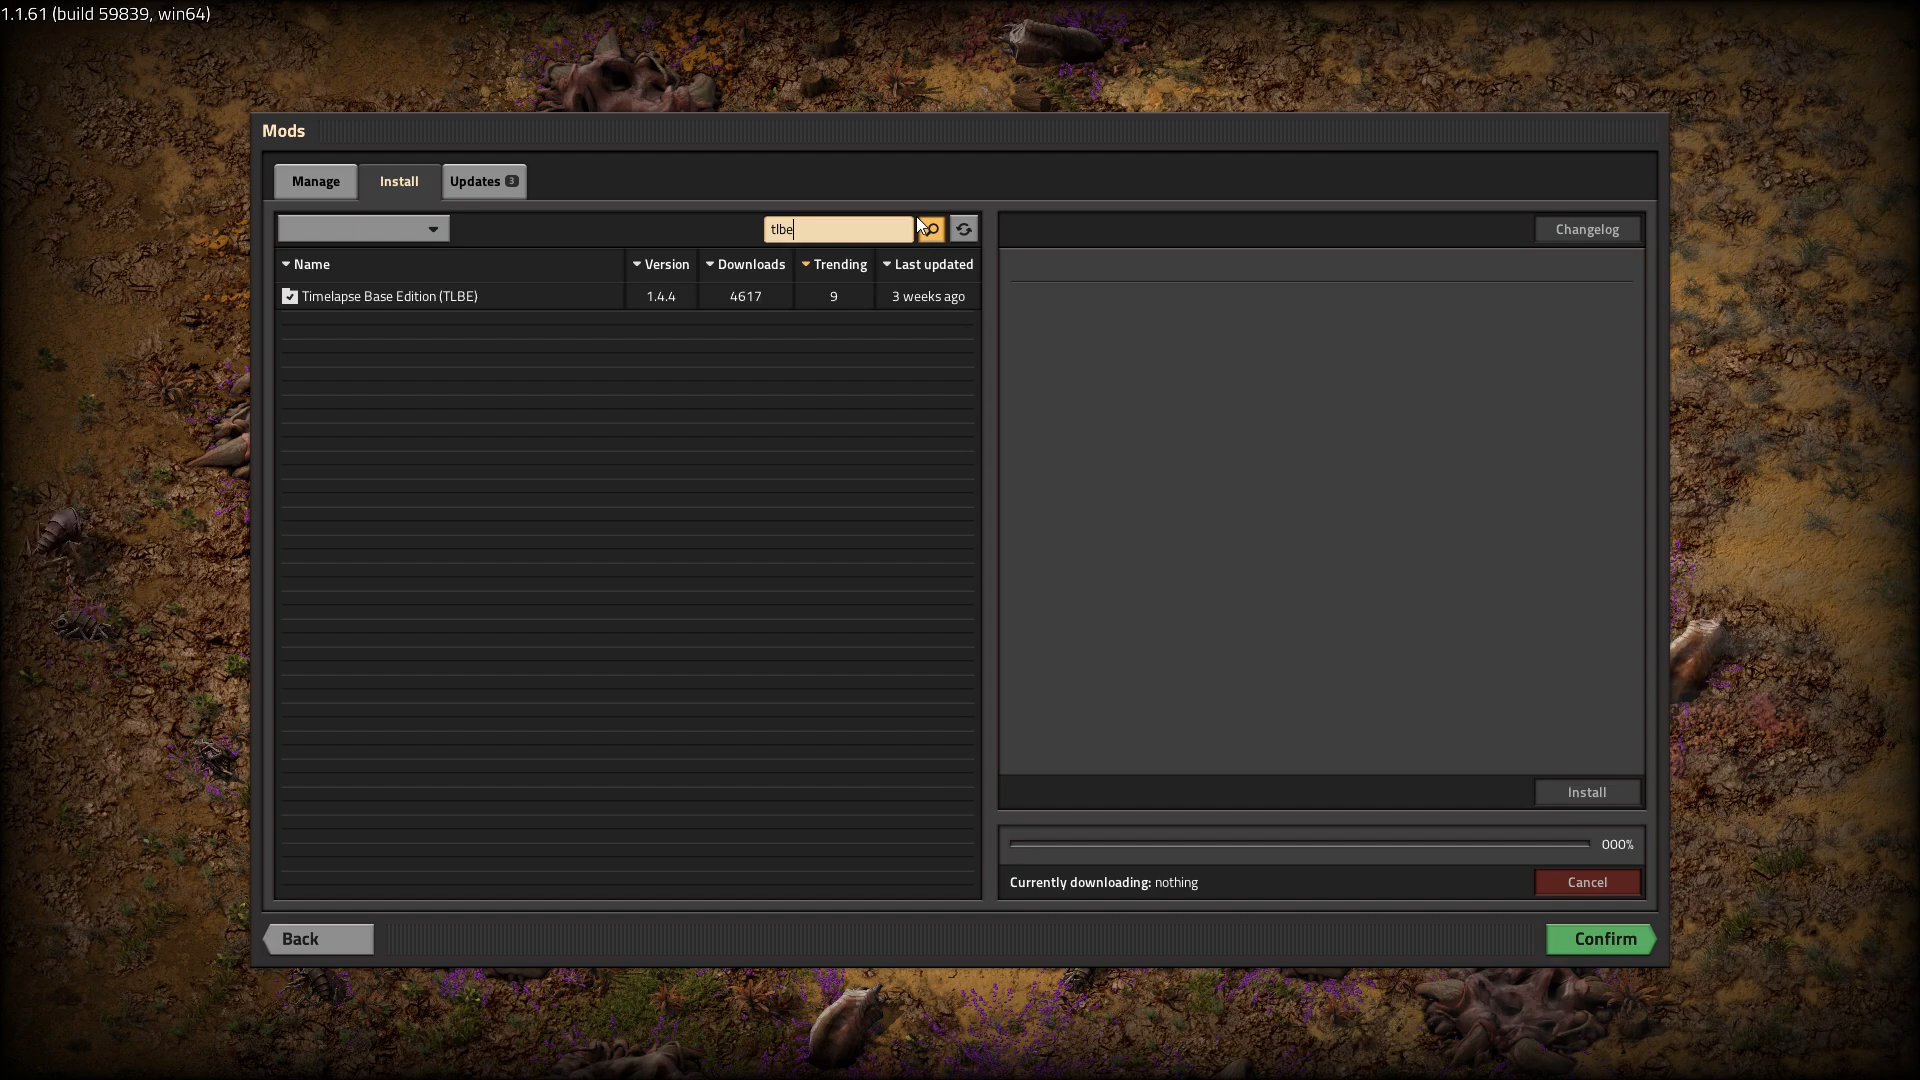 1.1.61 (build 59839, win64)
Mods
Manage
Install
Updates 3
tlbe
Changelog
Name Version Downloads Trending Last updated
Timelapse Base Edition (TLBE) 1.4.4 4617 9 3 weeks ago
Install
000%
Currently downloading: nothing
Cancel
Back
Confirm